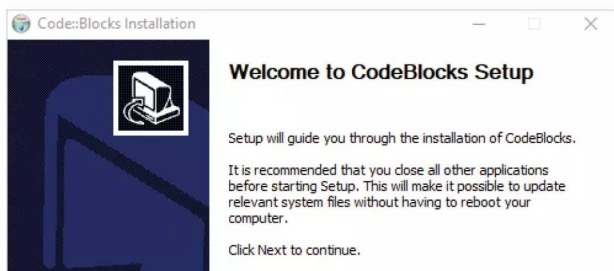 Code::Blocks Installation
Welcome to CodeBlocks Setup
Setup will guide you through the installation of CodeBlocks.
It is recommended that you close all other applications
before starting Setup. This will make it possible to update
relevant system files without having to reboot your
computer.
Click Next to continue.